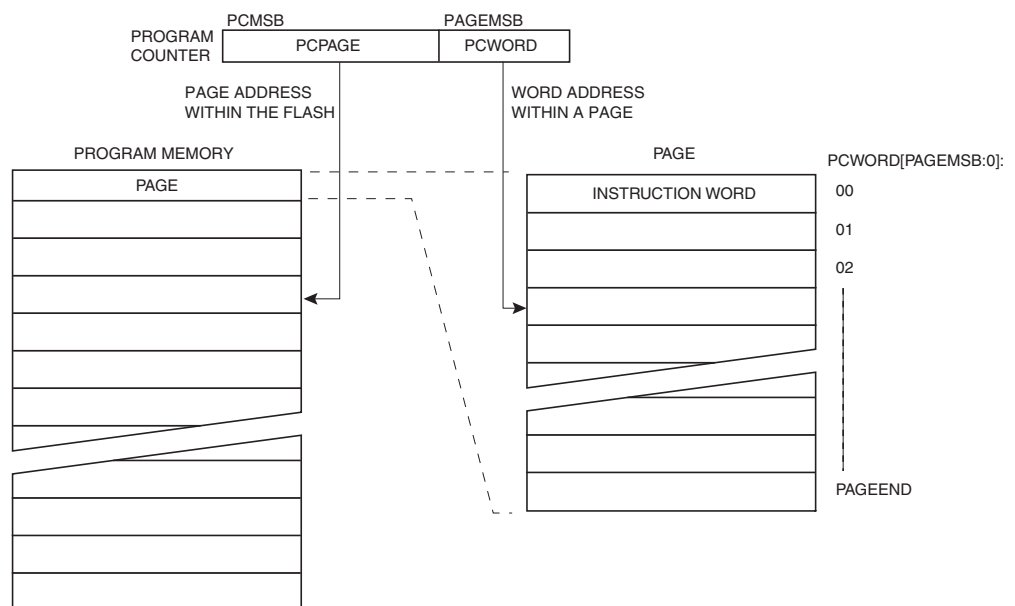 PCMSB
PAGEMSB
PROGRAM
COUNTER
PCPAGE
PCWORD
PAGE ADDRESS
WITHIN THE FLASH
WORD ADDRESS
WITHIN A PAGE
PROGRAM MEMORY
PAGE
PAGE
INSTRUCTION WORD
PCWORD[PAGEMSB:0]:
00
01
02
PAGEEND